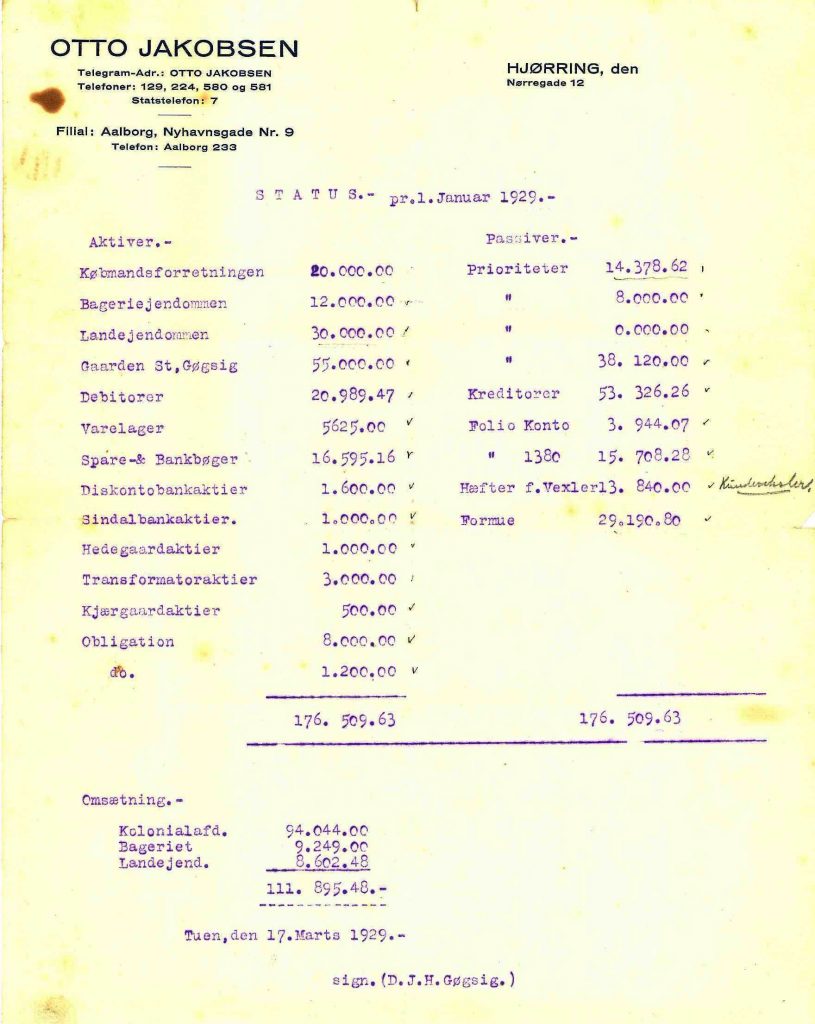 OTTO JAKOBSEN
Telegram-Adr.: OTTO JAKOBSEN
Telefoner: 129, 224, 580 og 581
Statstelefon: 7
Filial: Aalborg, Nyhavnsgade Nr. 9
Telefon: Aalborg 233
HJØRRING, den
Nørregade 12
S T A T U S.- pr.1.Januar 1929.-
Aktiver.-
Købmandsforretningen 20.000.00
Bageriejendommen 12.000.00
Landejendommen 30.000.00
Gaarden St,Gøgsig 55.000.00
Debitorer 20.989.47
Varelager 5625.00
Spare-& Bankbøger 16.595.16
Diskontobankaktier 1.600.00
Sindalbankaktier. 1.000.00
Hedegaardaktier 1.000.00
Transformatoraktier 3.000.00
Kjærgaardaktier 500.00
Obligation 8.000.00
do. 1.200.00
176. 509.63
Passiver.-
Prioriteter 14.378.62
" 8.000.00
" 0.000.00
" 38. 120.00
Kreditorer 53. 326.26
Folio Konto 3. 944.07
" 1380 15. 708.28
Hæfter f.Vexler13. 840.00
Formue 29.190.80
176. 509.63
Omsætning.-
Kolonialafd. 94.044.00
Bageriet 9.249.00
Landejend. 8.602.48
111. 895.48.-
Tuen,den 17.Marts 1929.-
sign.(D.J.H.Gøgsig.)